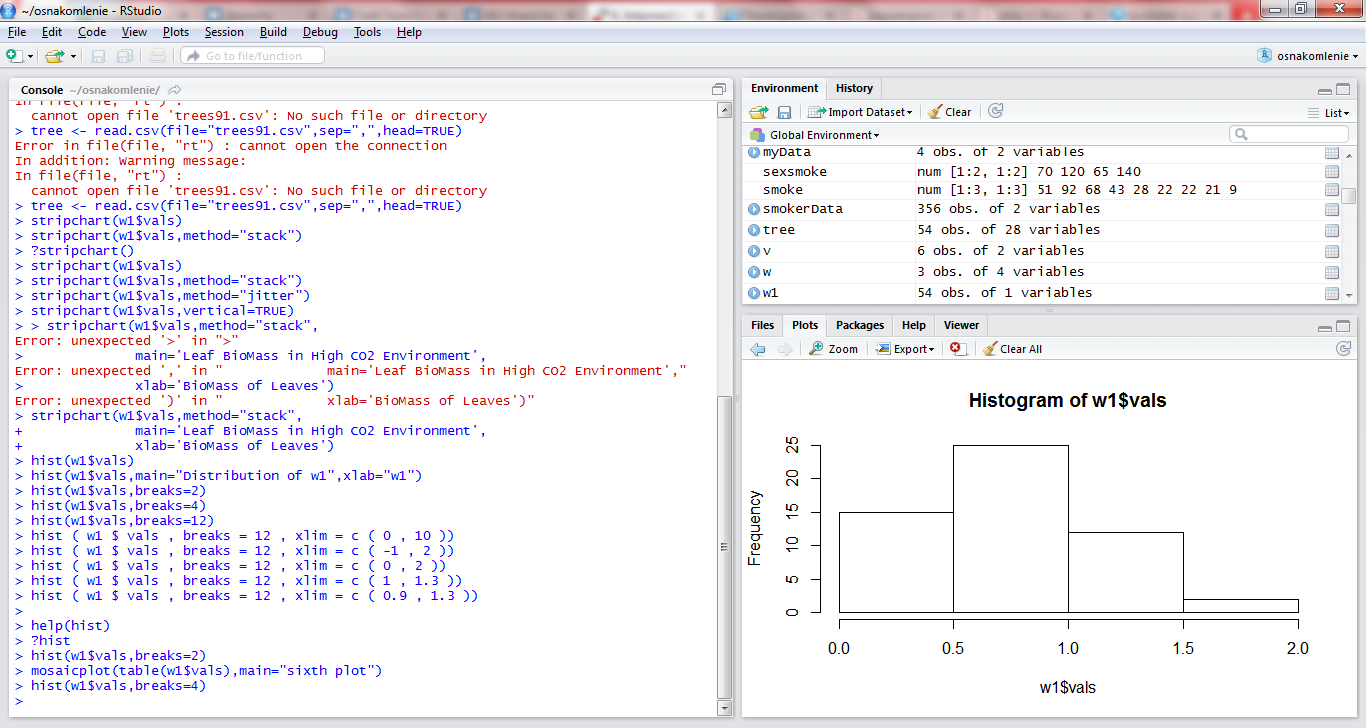 ~/osnakomlenie - RStudio
File Edit Code View Plots Session Build Debug Tools Help
Go to file/function
osnakomlenie
Console ~/osnakomlenie/
In file(file, "rt") :
  cannot open file 'trees91.csv': No such file or directory
> tree <- read.csv(file="trees91.csv",sep=",",head=TRUE)
Error in file(file, "rt") : cannot open the connection
In addition: Warning message:
In file(file, "rt") :
  cannot open file 'trees91.csv': No such file or directory
> tree <- read.csv(file="trees91.csv",sep=",",head=TRUE)
> stripchart(w1$vals)
> stripchart(w1$vals,method="stack")
> ?stripchart()
> stripchart(w1$vals)
> stripchart(w1$vals,method="stack")
> stripchart(w1$vals,method="jitter")
> stripchart(w1$vals,vertical=TRUE)
> > stripchart(w1$vals,method="stack",
Error: unexpected '>' in ">"
>              main='Leaf BioMass in High CO2 Environment',
Error: unexpected ',' in "             main='Leaf BioMass in High CO2 Environment',"
>              xlab='BioMass of Leaves')
Error: unexpected ')' in "             xlab='BioMass of Leaves')"
> stripchart(w1$vals,method="stack",
+              main='Leaf BioMass in High CO2 Environment',
+              xlab='BioMass of Leaves')
> hist(w1$vals)
> hist(w1$vals,main="Distribution of w1",xlab="w1")
> hist(w1$vals,breaks=2)
> hist(w1$vals,breaks=4)
> hist(w1$vals,breaks=12)
> hist ( w1 $ vals , breaks = 12 , xlim = c ( 0 , 10 ))
> hist ( w1 $ vals , breaks = 12 , xlim = c ( -1 , 2 ))
> hist ( w1 $ vals , breaks = 12 , xlim = c ( 0 , 2 ))
> hist ( w1 $ vals , breaks = 12 , xlim = c ( 1 , 1.3 ))
> hist ( w1 $ vals , breaks = 12 , xlim = c ( 0.9 , 1.3 ))
>
> help(hist)
> ?hist
> hist(w1$vals,breaks=2)
> mosaicplot(table(w1$vals),main="sixth plot")
> hist(w1$vals,breaks=4)
>
Environment History
Import Dataset Clear List
Global Environment
myData 4 obs. of 2 variables
sexsmoke num [1:2, 1:2] 70 120 65 140
smoke num [1:3, 1:3] 51 92 68 43 28 22 22 21 9
smokerData 356 obs. of 2 variables
tree 54 obs. of 28 variables
v 6 obs. of 2 variables
w 3 obs. of 4 variables
w1 54 obs. of 1 variables
Files Plots Packages Help Viewer
Zoom Export Clear All
Histogram of w1$vals
Frequency
25
20
15
10
5
0
0.0 0.5 1.0 1.5 2.0
w1$vals